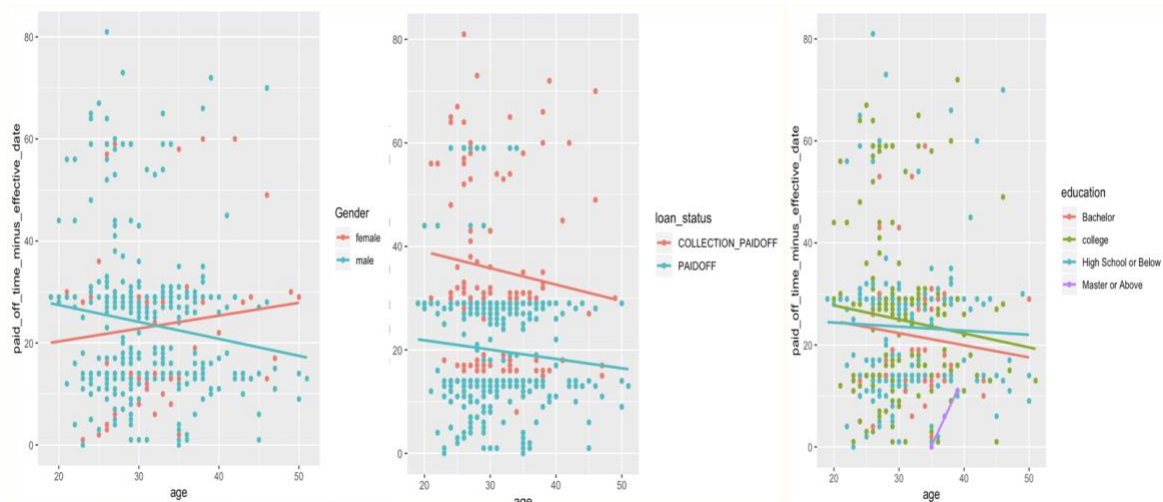 80
60
40
20
0
paid_off_time_minus_effective_date
20
30
40
50
age
Gender
female
male
80
60
40
20
0
20
30
40
50
age
loan_status
COLLECTION_PAIDOFF
PAIDOFF
80
60
40
20
0
paid_off_time_minus_effective_date
20
30
40
50
age
education
Bachelor
college
High School or Below
Master or Above